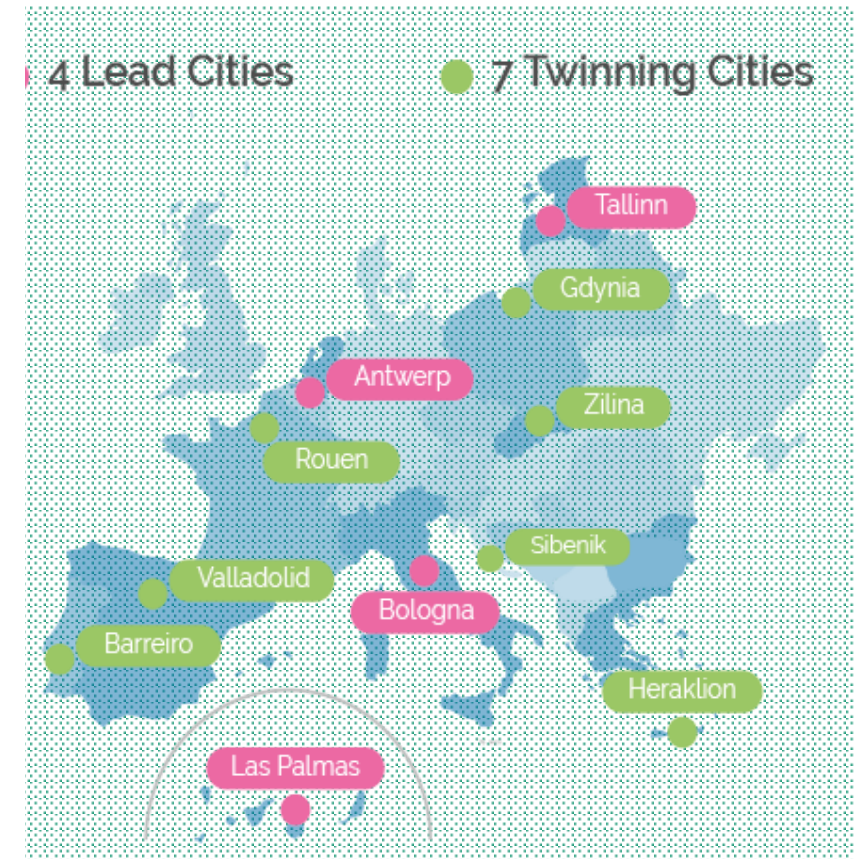 4 Lead Cities
7 Twinning Cities
Tallinn
Gdynia
Antwerp
Zilina
Rouen
Sibenik
Valladolid
Bologna
Barreiro
Heraklion
Las Palmas